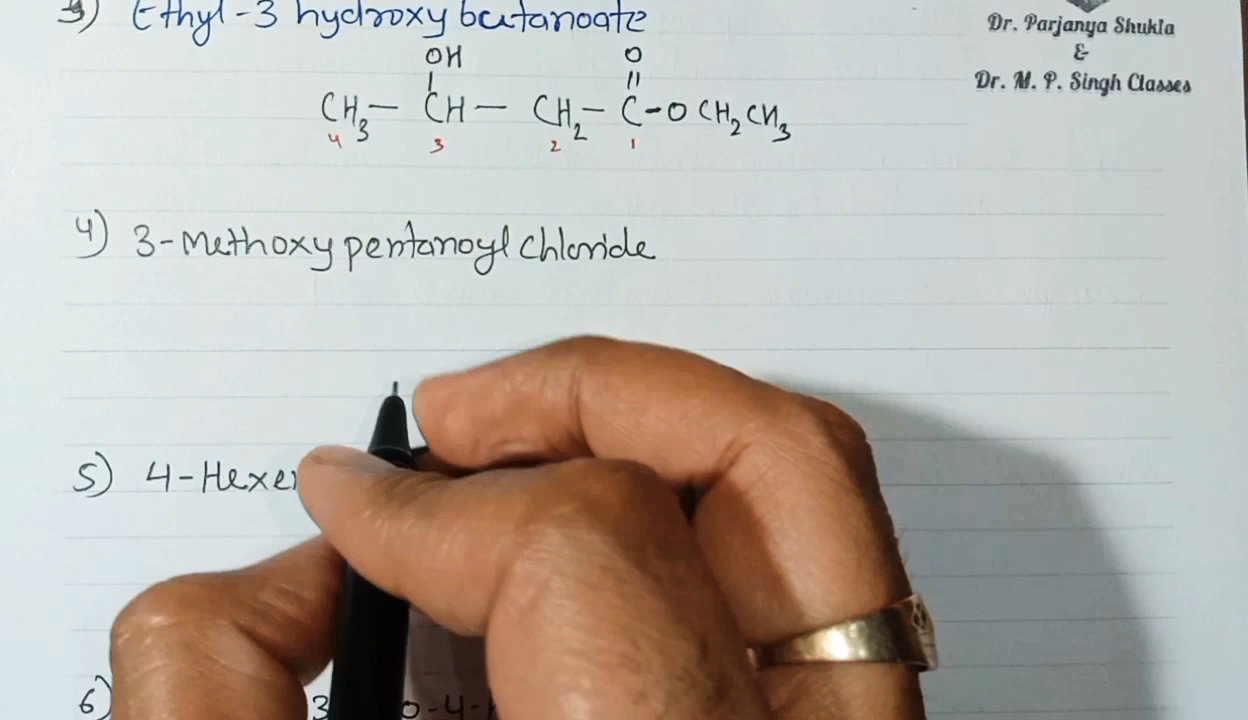 3) Ethyl-3 hydroxy butanoate
Dr. Parjanya Shukla
&
Dr. M. P. Singh Classes
OH O
CH3 — CH — CH2 — C-O CH2CH3
4 3 2 1
4) 3-Methoxy pentanoyl chloride
5) 4-
6) 3